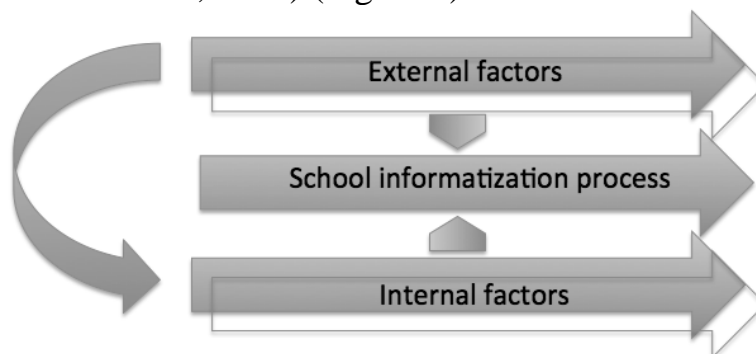 External factors
School informatization process
Internal factors